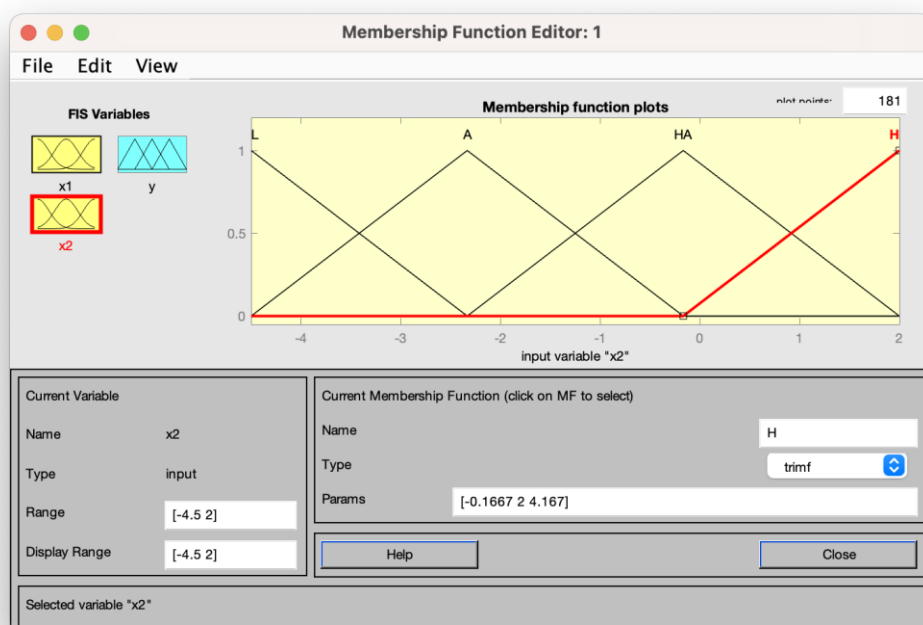 Membership Function Editor: 1
File Edit View
FIS Variables
x1
y
x2
Membership function plots
plot points:
181
L A HA H
1
0.5
0
-4 -3 -2 -1 0 1 2
input variable "x2"
Current Variable
Name x2
Type input
Range [-4.5 2]
Display Range [-4.5 2]
Current Membership Function (click on MF to select)
Name H
Type trimf
Params [-0.1667 2 4.167]
Help Close
Selected variable "x2"